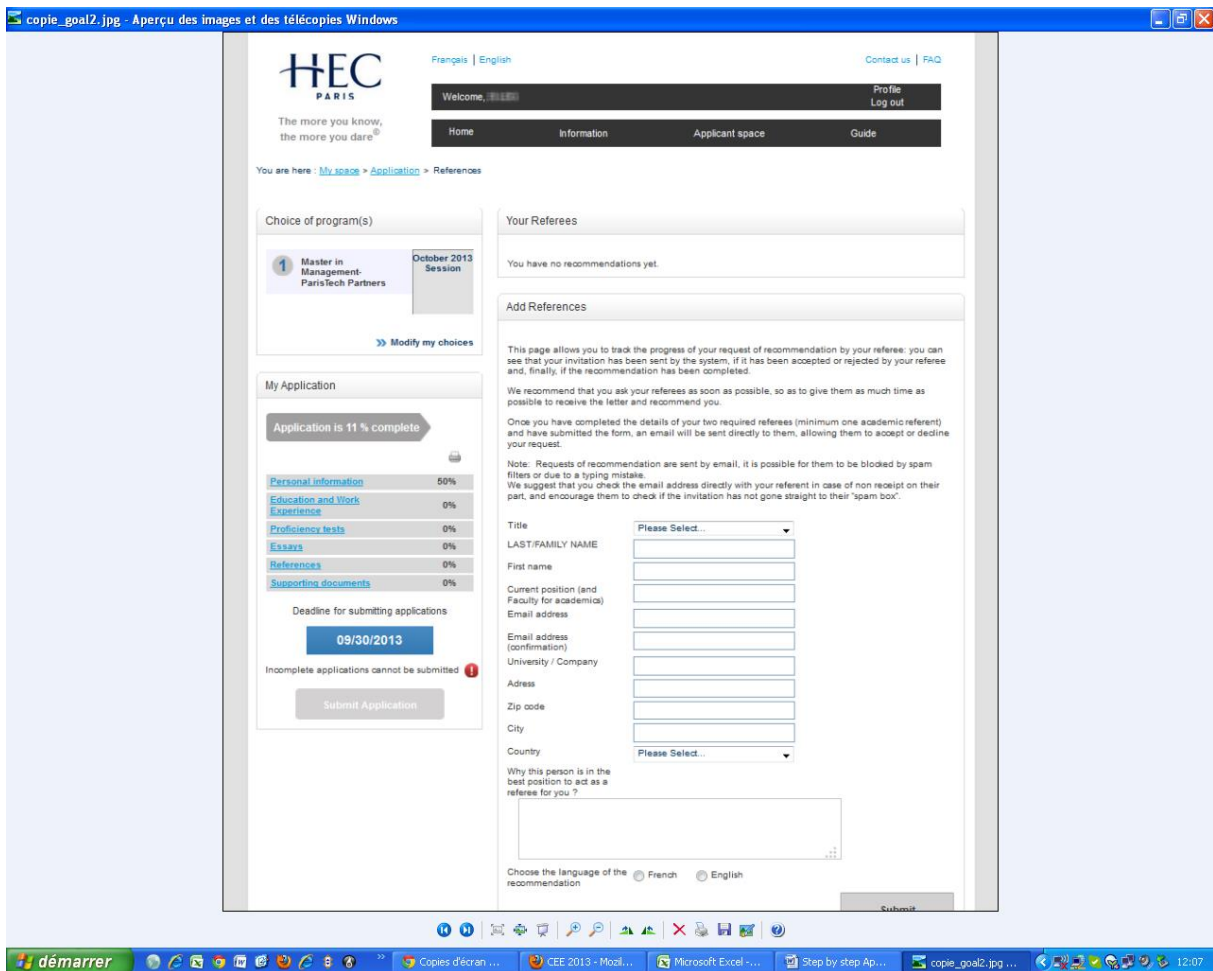 copie_goal2.jpg - Aperçu des images et des télécopies Windows
HEC
PARIS
The more you know,
the more you dare®
Français | English
Contact us | FAQ
Welcome,
Profile
Log out
Home Information Applicant space Guide
You are here : My space » Application » References
Choice of program(s)
1 Master in
Management-
ParisTech Partners
October 2013
Session
Modify my choices
My Application
Application is 11 % complete
Personal information 50%
Education and Work
Experience 0%
Proficiency tests 0%
Essays 0%
References 0%
Supporting documents 0%
Deadline for submitting applications
09/30/2013
Incomplete applications cannot be submitted !
Submit Application
Your Referees
You have no recommendations yet.
Add References
This page allows you to track the progress of your request of recommendation by your referee: you can
see that your invitation has been sent by the system, if it has been accepted or rejected by your referee
and, finally, if the recommendation has been completed.
We recommend that you ask your referees as soon as possible, so as to give them as much time as
possible to receive the letter and recommend you.
Once you have completed the details of your two required referees (minimum one academic referent)
and have submitted the form, an email will be sent directly to them, allowing them to accept or decline
your request.
Note: Requests of recommendation are sent by email, it is possible for them to be blocked by spam
filters or due to a typing mistake.
We suggest that you check the email address directly with your referent in case of non receipt on their
part, and encourage them to check if the invitation has not gone straight to their "spam box".
Title Please Select...
LAST/FAMILY NAME
First name
Current position (and
Faculty for academics)
Email address
Email address
(confirmation)
University / Company
Adress
Zip code
City
Country Please Select...
Why this person is in the
best position to act as a
referee for you ?
Choose the language of the
recommendation
French English
Submit
démarrer
Copies d'écran ...
CEE 2013 - Mozil...
Microsoft Excel -...
Step by step Ap...
copie_goal2.jpg ...
12:07